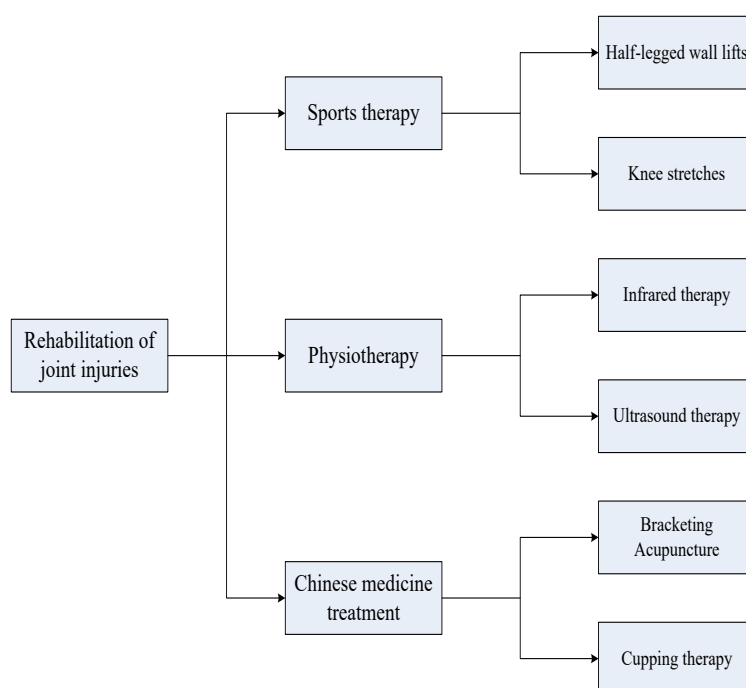 Half-legged wall lifts
Sports therapy
Knee stretches
Infrared therapy
Rehabilitation of
joint injuries
Physiotherapy
Ultrasound therapy
Bracketing
Acupuncture
Chinese medicine
treatment
Cupping therapy